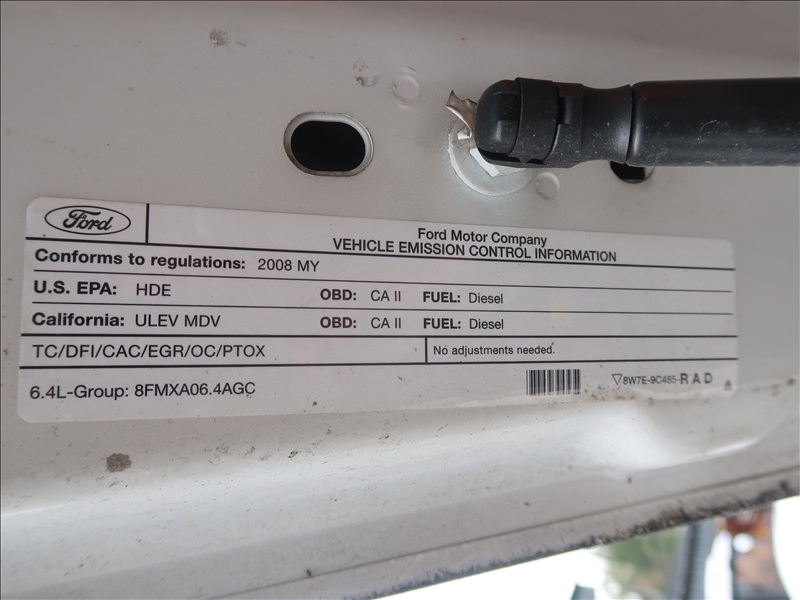 Ford
Ford Motor Company
VEHICLE EMISSION CONTROL INFORMATION
Conforms to regulations: 2008 MY
U.S. EPA: HDE OBD: CA II FUEL: Diesel
California: ULEV MDV OBD: CA II FUEL: Diesel
TC/DFI/CAC/EGR/OC/PTOX No adjustments needed.
6.4L-Group: 8FMXA06.4AGC ▽8W7E-9C485-RAD